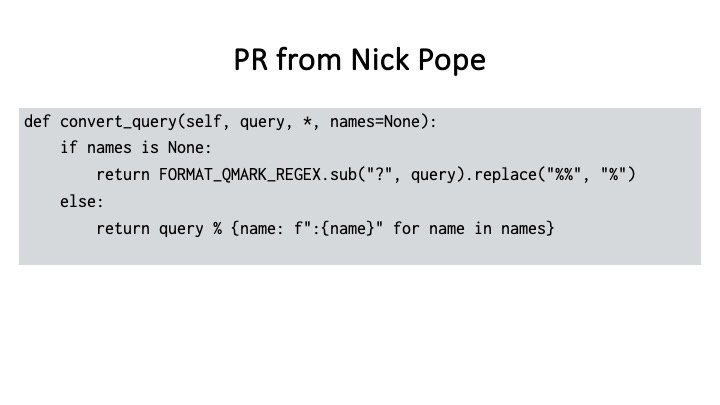 PR from Nick Pope
def convert_query(self, query, *, names=None):
    if names is None:
        return FORMAT_QMARK_REGEX.sub("?", query).replace("%%", "%")
    else:
        return query % {name: f":{name}" for name in names}